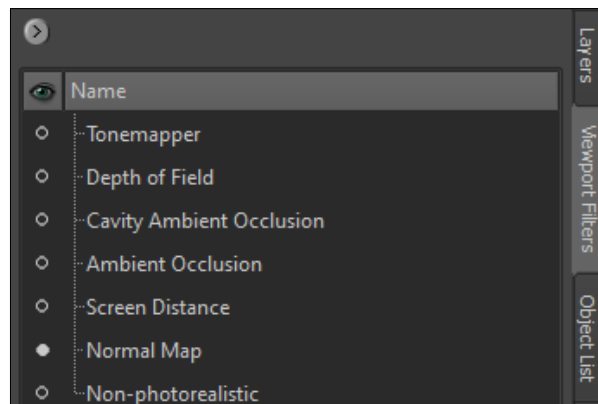 Name
Tonemapper
Depth of Field
Cavity Ambient Occlusion
Ambient Occlusion
Screen Distance
Normal Map
Non-photorealistic
Layers
Viewport Filters
Object List